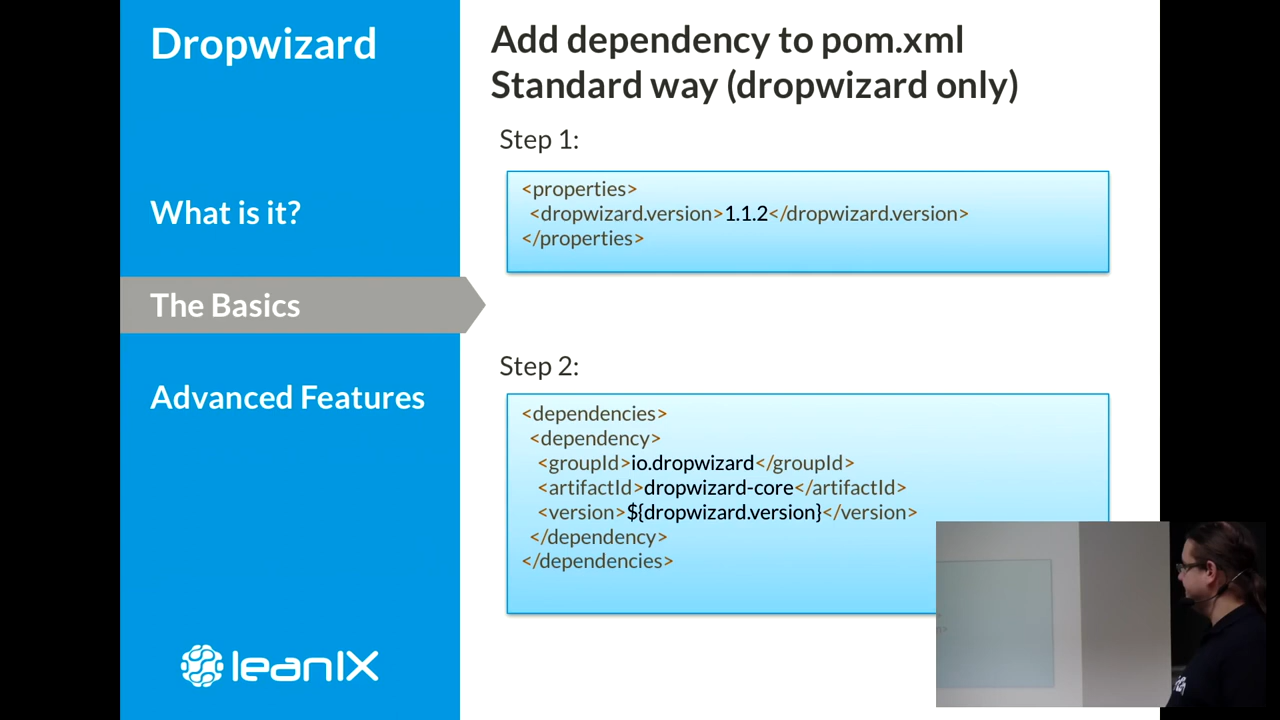 Dropwizard
What is it?
The Basics
Advanced Features
leanIX
Add dependency to pom.xml
Standard way (dropwizard only)
Step 1:
<properties>
<dropwizard.version>1.1.2</dropwizard.version>
</properties>
Step 2:
<dependencies>
<dependency>
<groupId>io.dropwizard</groupId>
<artifactId>dropwizard-core</artifactId>
<version>${dropwizard.version}</version>
</dependency>
</dependencies>